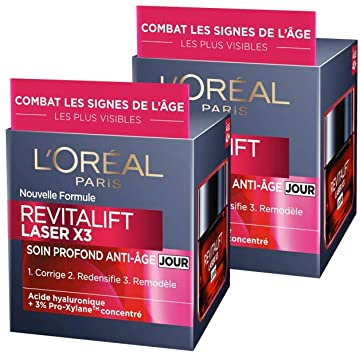 COMBAT LES SIGNES DE L'ÂGE
LES PLUS VISIBLES
L'ORÉAL
PARIS
Nouvelle Formule
REVITALIFT
LASER X3
SOIN PROFOND ANTI-ÂGE JOUR
1. Corrige 2. Redensifie 3. Remodèle
Acide hyaluronique
+ 3% Pro-Xylane™ concentré
COMBAT LES SIGNES DE L'ÂGE
LES PLUS VISIBLES
ORÉAL
PARIS
LIFT
ANTI-ÂGE JOUR
ifie 3. Remodèle
concentré